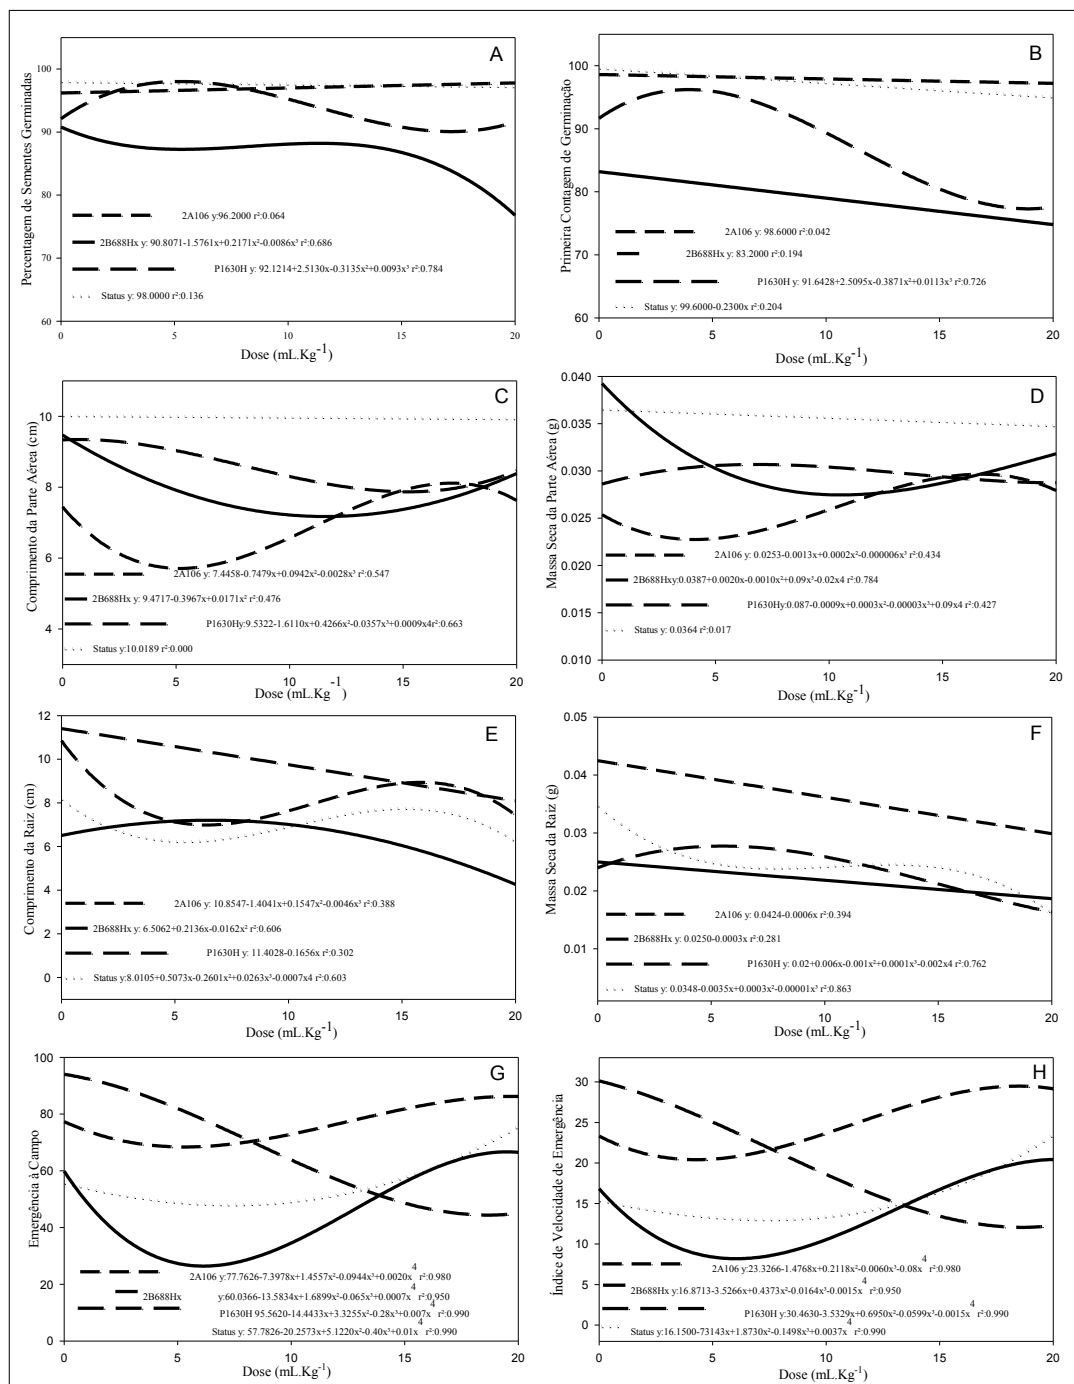 A
Percentagem de Sementes Germinadas
100
90
80
70
60
2A106 y:96.2000 r²:0.064
2B688Hx y: 90.8071-1.5761x+0.2171x²-0.0086x³ r²:0.686
P1630H y: 92.1214+2.5130x-0.3135x²+0.0093x³ r²:0.784
Status y: 98.0000 r²:0.136
0 5 10 15 20
Dose (mL.Kg-1)
B
Primeira Contagem de Germinação
100
90
80
70
60
2A106 y: 98.6000 r²:0.042
2B688Hx y: 83.2000 r²:0.194
P1630H y: 91.6428+2.5095x-0.3871x²+0.0113x³ r²:0.726
Status y: 99.6000-0.2300x r²:0.204
0 5 10 15 20
Dose (mL.Kg-1)
C
Comprimento da Parte Aérea (cm)
10
8
6
4
2A106 y: 7.4458-0.7479x+0.0942x²-0.0028x³ r²:0.547
2B688Hx y: 9.4717-0.3967x+0.0171x² r²:0.476
P1630Hy:9.5322-1.6110x+0.4266x²-0.0357x³+0.0009x4r²:0.663
Status y:10.0189 r²:0.000
0 5 10 15 20
Dose (mL.Kg-1)
D
Massa Seca da Parte Aérea (g)
0.040
0.035
0.030
0.025
0.020
0.015
0.010
2A106 y: 0.0253-0.0013x+0.0002x²-0.000006x³ r²:0.434
2B688Hxy:0.0387+0.0020x-0.0010x²+0.09x³-0.02x4 r²:0.784
P1630Hy:0.087-0.0009x+0.0003x²-0.00003x³+0.09x4 r²:0.427
Status y: 0.0364 r²:0.017
0 5 10 15 20
Dose (mL.Kg-1)
E
Comprimento da Raiz (cm)
12
10
8
6
4
2
0
2A106 y: 10.8547-1.4041x+0.1547x²-0.0046x³ r²:0.388
2B688Hx y: 6.5062+0.2136x-0.0162x² r²:0.606
P1630H y: 11.4028-0.1656x r²:0.302
Status y:8.0105+0.5073x-0.2601x²+0.0263x³-0.0007x4 r²:0.603
0 5 10 15 20
Dose (mL.Kg-1)
F
Massa Seca da Raiz (g)
0.05
0.04
0.03
0.02
0.01
2A106 y: 0.0424-0.0006x r²:0.394
2B688Hx y: 0.0250-0.0003x r²:0.281
P1630H y: 0.02+0.006x-0.001x²+0.0001x³-0.002x4 r²:0.762
Status y: 0.0348-0.0035x+0.0003x²-0.00001x³ r²:0.863
0 5 10 15 20
Dose (mL.Kg-1)
G
Emergência à Campo
100
80
60
40
20
0
2A106 y:77.7626-7.3978x+1.4557x²-0.0944x³+0.0020x4 r²:0.980
2B688Hx y:60.0366-13.5834x+1.6899x²-0.065x³+0.0007x4 r²:0.950
P1630H 95.5620-14.4433x+3.3255x²-0.28x³+0.007x4 r²:0.990
Status y: 57.7826-20.2573x+5.1220x²-0.40x³+0.01x4 r²:0.990
0 5 10 15 20
Dose (mL.Kg-1)
H
Índice de Velocidade de Emergência
30
25
20
15
10
5
0
2A106 y:23.3266-1.4768x+0.2118x²-0.0060x³-0.08x4 r²:0.980
2B688Hx y:16.8713-3.5266x+0.4373x²-0.0164x³-0.0015x4 r²:0.950
P1630H y:30.4630-3.5329x+0.6950x²-0.0599x³-0.0015x4 r²:0.990
Status y:16.1500-73143x+1.8730x²-0.1498x³+0.0037x4 r²:0.990
0 5 10 15 20
Dose (mL.Kg-1)